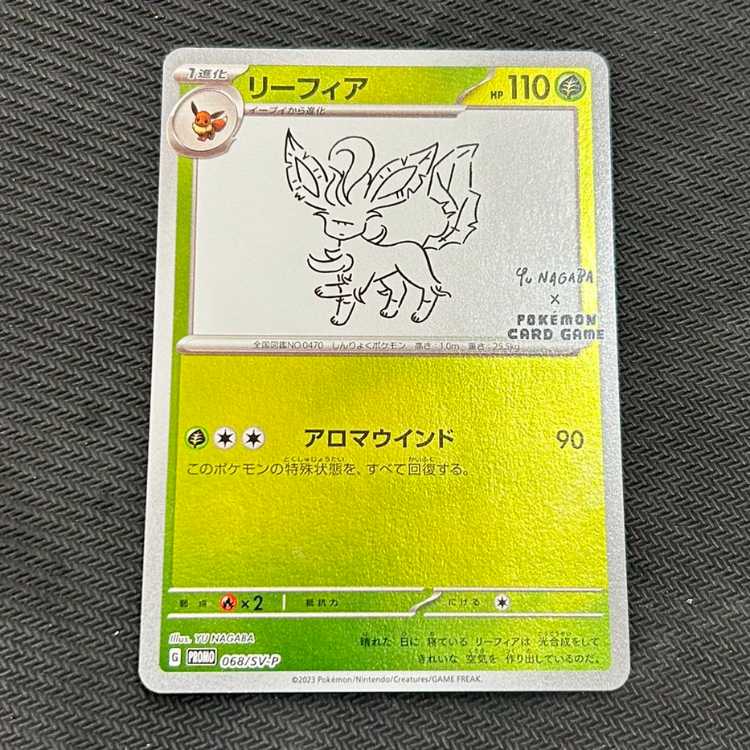 1進化
リーフィア
HP 110
イーブイから進化
Yu NAGABA
×
POKÉMON
CARD GAME
全国図鑑NO.0470 しんりょくポケモン 高さ:1.0m 重さ:25.5kg
アロマウインド 90
このポケモンの特殊状態を、すべて回復する。
弱点 ×2 抵抗力 にげる
Illus. YU NAGABA
G PROMO 068/SV-P
晴れた 日に 寝ている リーフィアは 光合成をして
きれいな 空気を 作り出しているのだ。
©2023 Pokémon/Nintendo/Creatures/GAME FREAK.